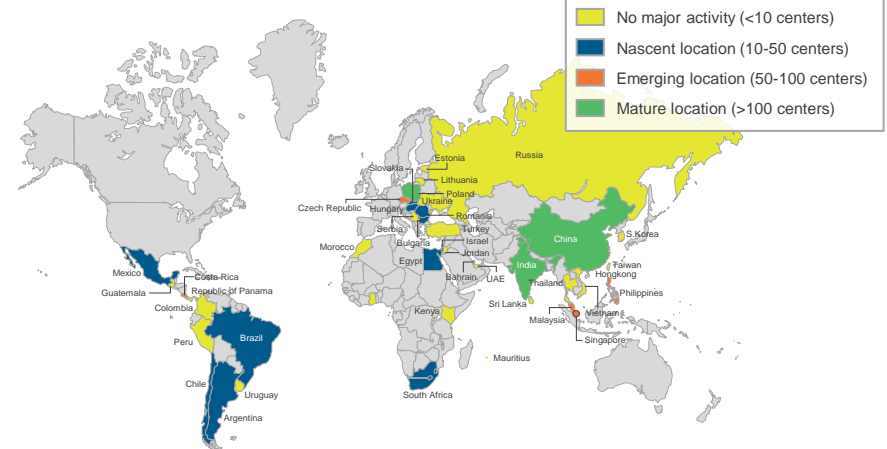 No major activity (<10 centers)
Nascent location (10-50 centers)
Emerging location (50-100 centers)
Mature location (>100 centers)
Russia
Estonia
Slovakia
Lithuania
Poland
Ukraine
Czech Republic
Hungary
Romania
Serbia
Turkey
Bulgaria
Israel
Morocco
Jordan
Egypt
Bahrain
UAE
China
S.Korea
India
Taiwan
Hongkong
Thailand
Philippines
Sri Lanka
Vietnam
Malaysia
Singapore
Kenya
Mauritius
South Africa
Mexico
Costa Rica
Guatemala
Republic of Panama
Colombia
Peru
Brazil
Chile
Uruguay
Argentina